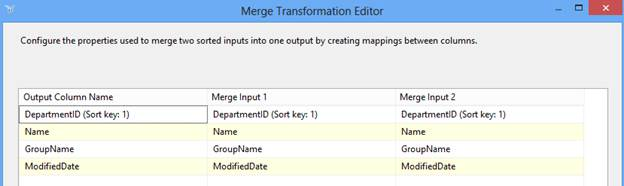 Merge Transformation Editor
Configure the properties used to merge two sorted inputs into one output by creating mappings between columns.
Output Column Name Merge Input 1 Merge Input 2
DepartmentID (Sort key: 1) DepartmentID (Sort key: 1) DepartmentID (Sort key: 1)
Name Name Name
GroupName GroupName GroupName
ModifiedDate ModifiedDate ModifiedDate